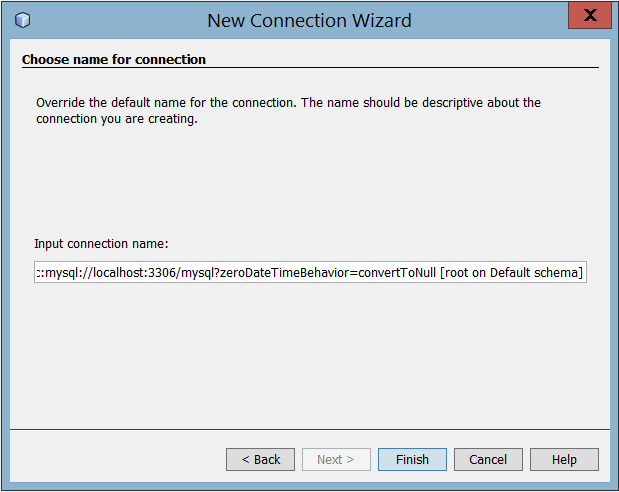 New Connection Wizard
X
Choose name for connection
Override the default name for the connection. The name should be descriptive about the
connection you are creating.
Input connection name:
::mysql://localhost:3306/mysql?zeroDateTimeBehavior=convertToNull [root on Default schema]
< Back
Next >
Finish
Cancel
Help